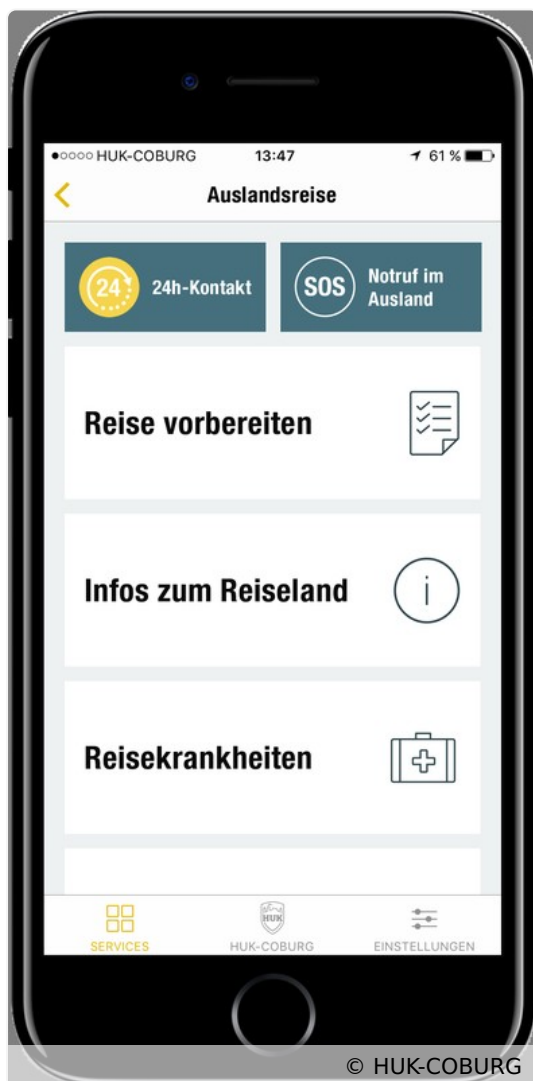 HUK-COBURG 13:47 61 %
Auslandsreise
24 24h-Kontakt
SOS Notruf im
Ausland
Reise vorbereiten
Infos zum Reiseland
i
Reisekrankheiten
HUK
SERVICES HUK-COBURG EINSTELLUNGEN
© HUK-COBURG